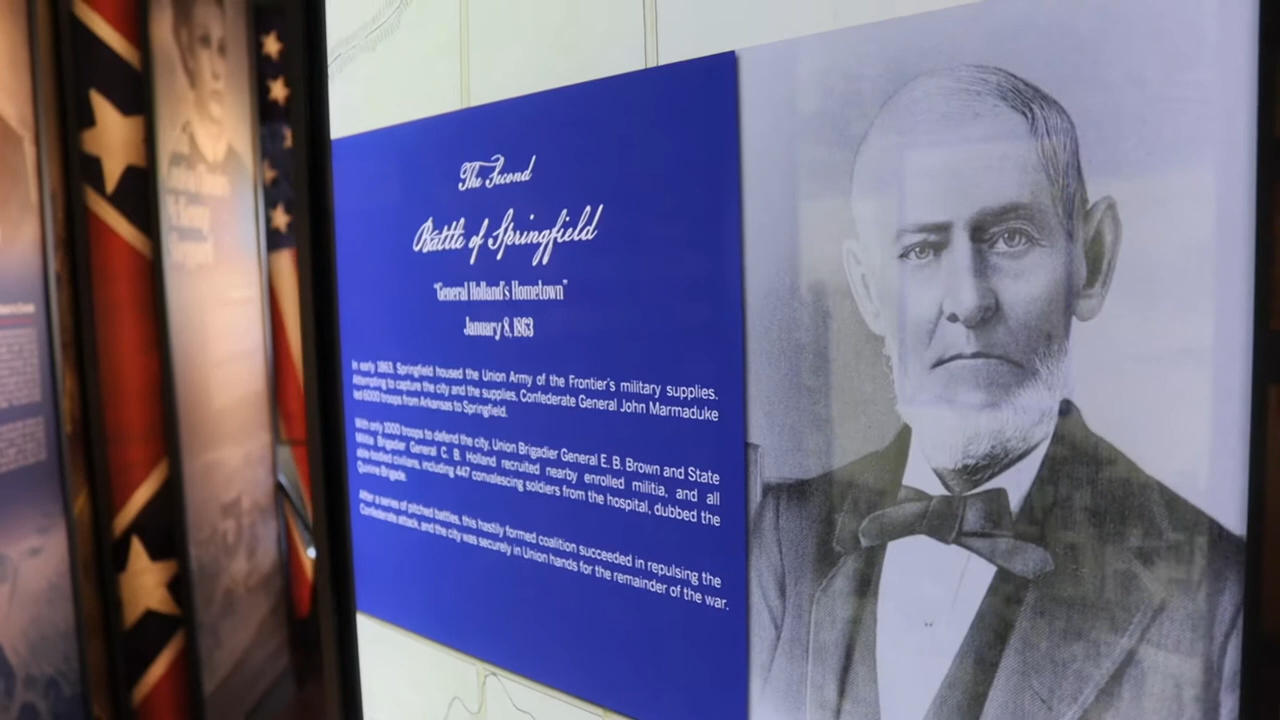 The Second
Battle of Springfield
"General Holland's Hometown"
January 8, 1863
In early 1863, Springfield housed the Union Army of the Frontier's military supplies.
Attempting to capture the city and the supplies, Confederate General John Marmaduke
led 6000 troops from Arkansas to Springfield.
With only 1000 troops to defend the city, Union Brigadier General E. B. Brown and State
Militia Brigadier General C. B. Holland recruited nearby enrolled militia, and all
able-bodied civilians, including 447 convalescing soldiers from the hospital, dubbed the
Quinine Brigade.
After a series of pitched battles, this hastily formed coalition succeeded in repulsing the
Confederate attack, and the city was securely in Union hands for the remainder of the war.